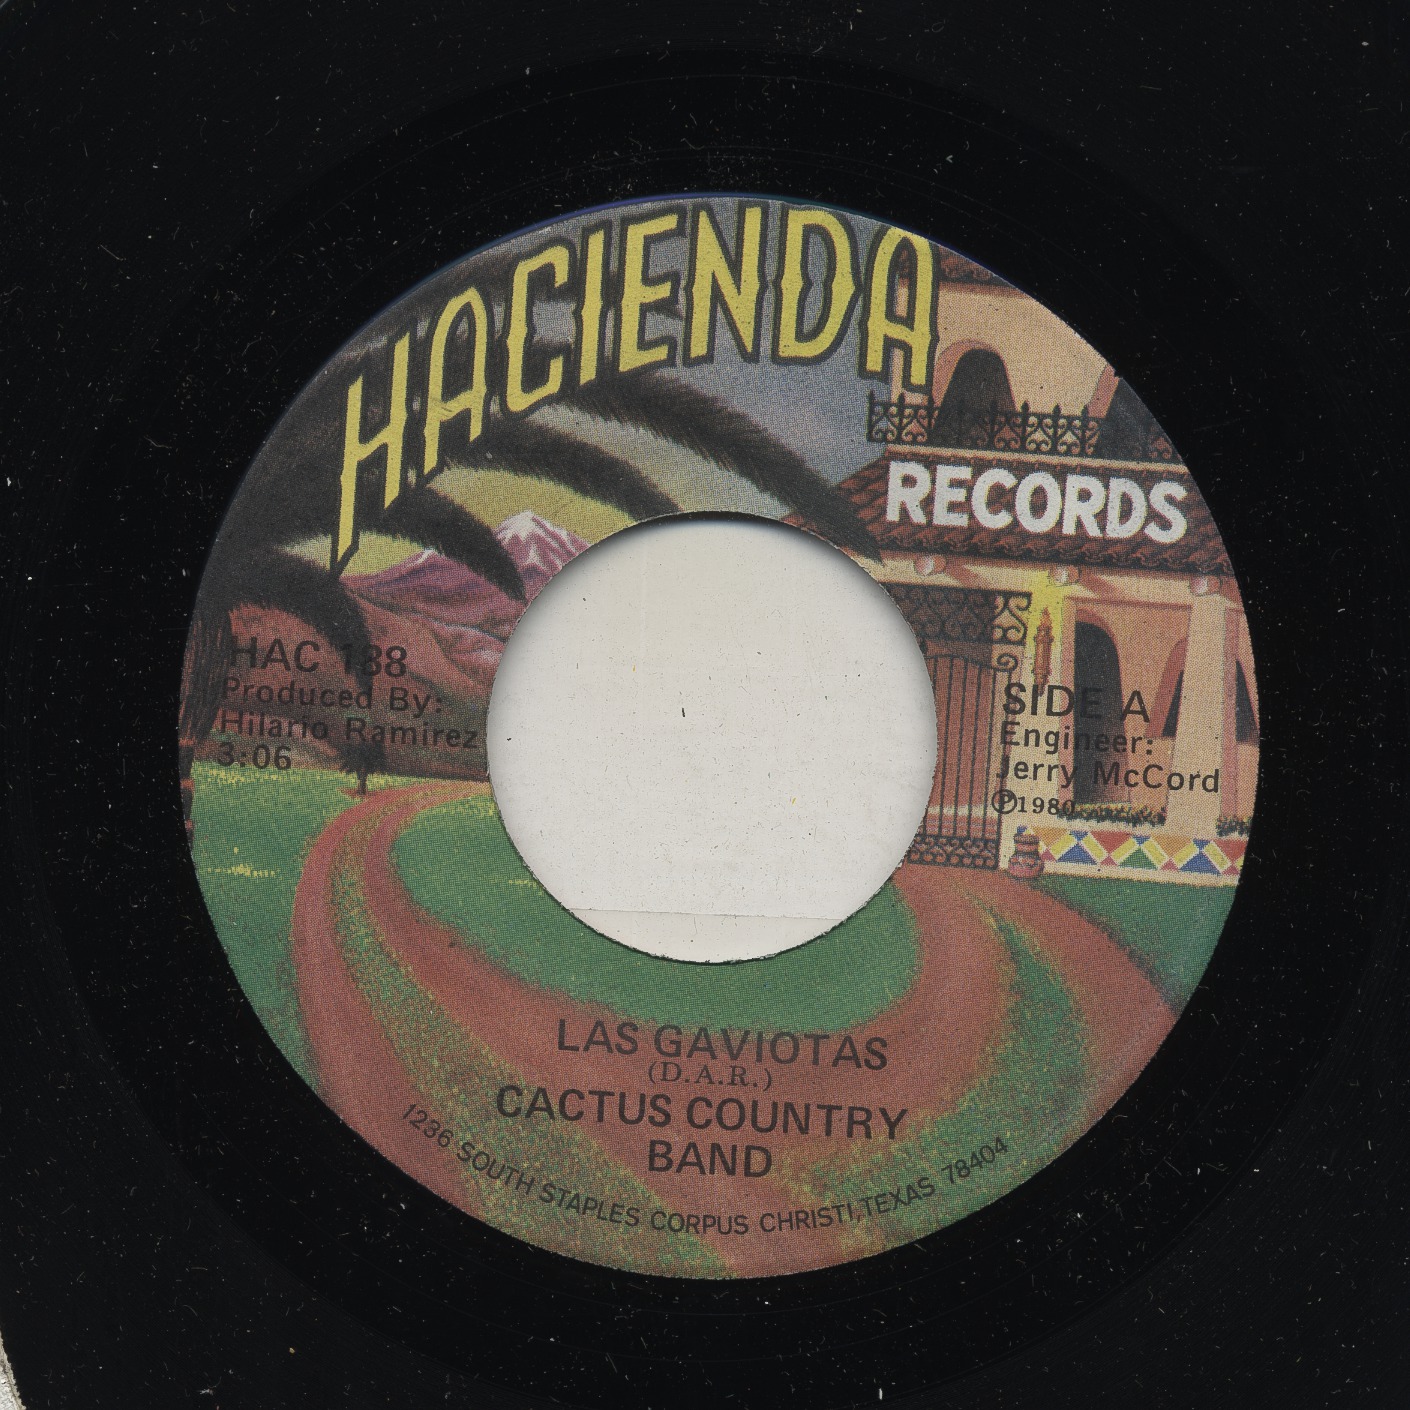 HACIENDA
RECORDS
HAC 188
Produced By:
Hilario Ramirez
3:06
SIDE A
Engineer:
Jerry McCord
Ⓟ1980
LAS GAVIOTAS
(D.A.R.)
CACTUS COUNTRY
BAND
1236 SOUTH STAPLES CORPUS CHRISTI, TEXAS 78404